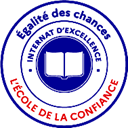 Égalité des chances
INTERNAT D'EXCELLENCE
L'ÉCOLE DE LA CONFIANCE